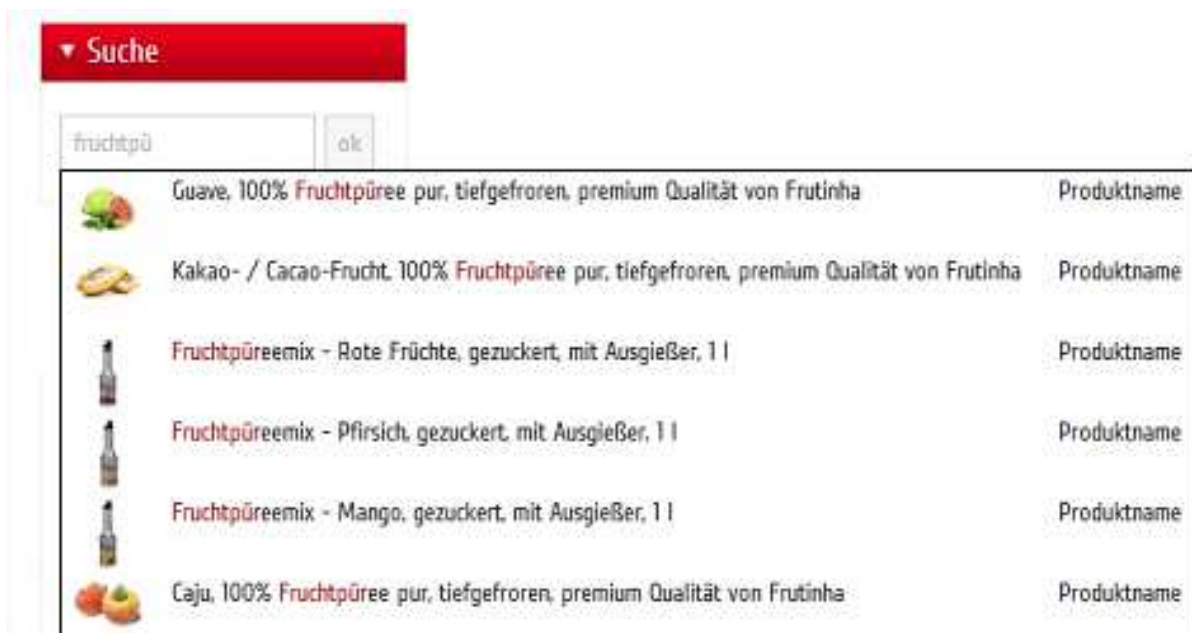 ▼ Suche
fruchtpü ok
Guave, 100% Fruchtpüree pur, tiefgefroren, premium Qualität von Frutinha Produktname
Kakao- / Cacao-Frucht, 100% Fruchtpüree pur, tiefgefroren, premium Qualität von Frutinha Produktname
Fruchtpüreemix - Rote Früchte, gezuckert, mit Ausgießer, 1 l Produktname
Fruchtpüreemix - Pfirsich, gezuckert, mit Ausgießer, 1 l Produktname
Fruchtpüreemix - Mango, gezuckert, mit Ausgießer, 1 l Produktname
Caju, 100% Fruchtpüree pur, tiefgefroren, premium Qualität von Frutinha Produktname